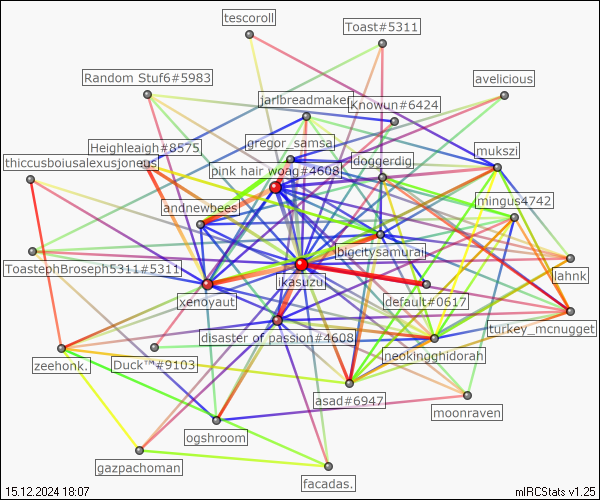 tescoroll
Toast#5311
Random Stuf6#5983
avelicious
jarlbreadmaker
Knowun#6424
Heighleaigh#8575
gregor_samsa
mukszi
thiccusboiusalexusjoneus
pink hair woag#4608
doggerdig
mingus4742
andnewbees
bigcitysamurai
ToastephBroseph5311#5311
ikasuzu
lahnk
xenoyaut
default#0617
turkey_mcnugget
disaster of passion#4608
neokingghidorah
zeehonk.
Duck™#9103
asad#6947
moonraven
ogshroom
gazpachoman
facadas.
15.12.2024 18:07
mIRCStats v1.25